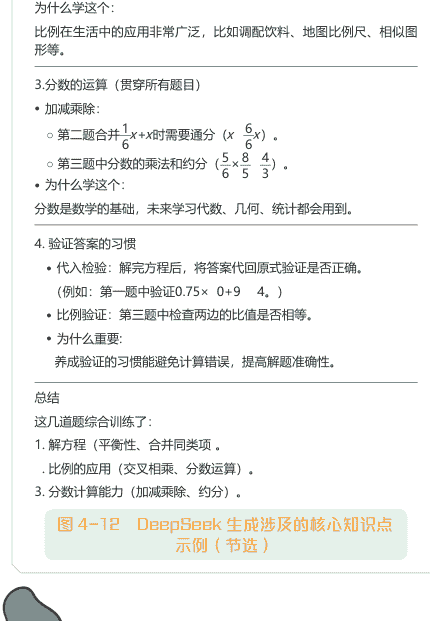 为什么学这个：
比例在生活中的应用非常广泛，比如调配饮料、地图比例尺、相似图
形等。
3.分数的运算（贯穿所有题目）
• 加减乘除：
○ 第二题合并1/6x+x时需要通分（x 6/6x）。
○ 第三题中分数的乘法和约分（5/6×8/5 4/3）。
• 为什么学这个：
分数是数学的基础，未来学习代数、几何、统计都会用到。
4. 验证答案的习惯
• 代入检验：解完方程后，将答案代回原式验证是否正确。
（例如：第一题中验证0.75× 0+9 4。）
• 比例验证：第三题中检查两边的比值是否相等。
• 为什么重要：
养成验证的习惯能避免计算错误，提高解题准确性。
总结
这几道题综合训练了：
1. 解方程（平衡性、合并同类项 。
. 比例的应用（交叉相乘、分数运算）。
3. 分数计算能力（加减乘除、约分）。
图 4-12 DeepSeek 生成涉及的核心知识点
示例（节选）